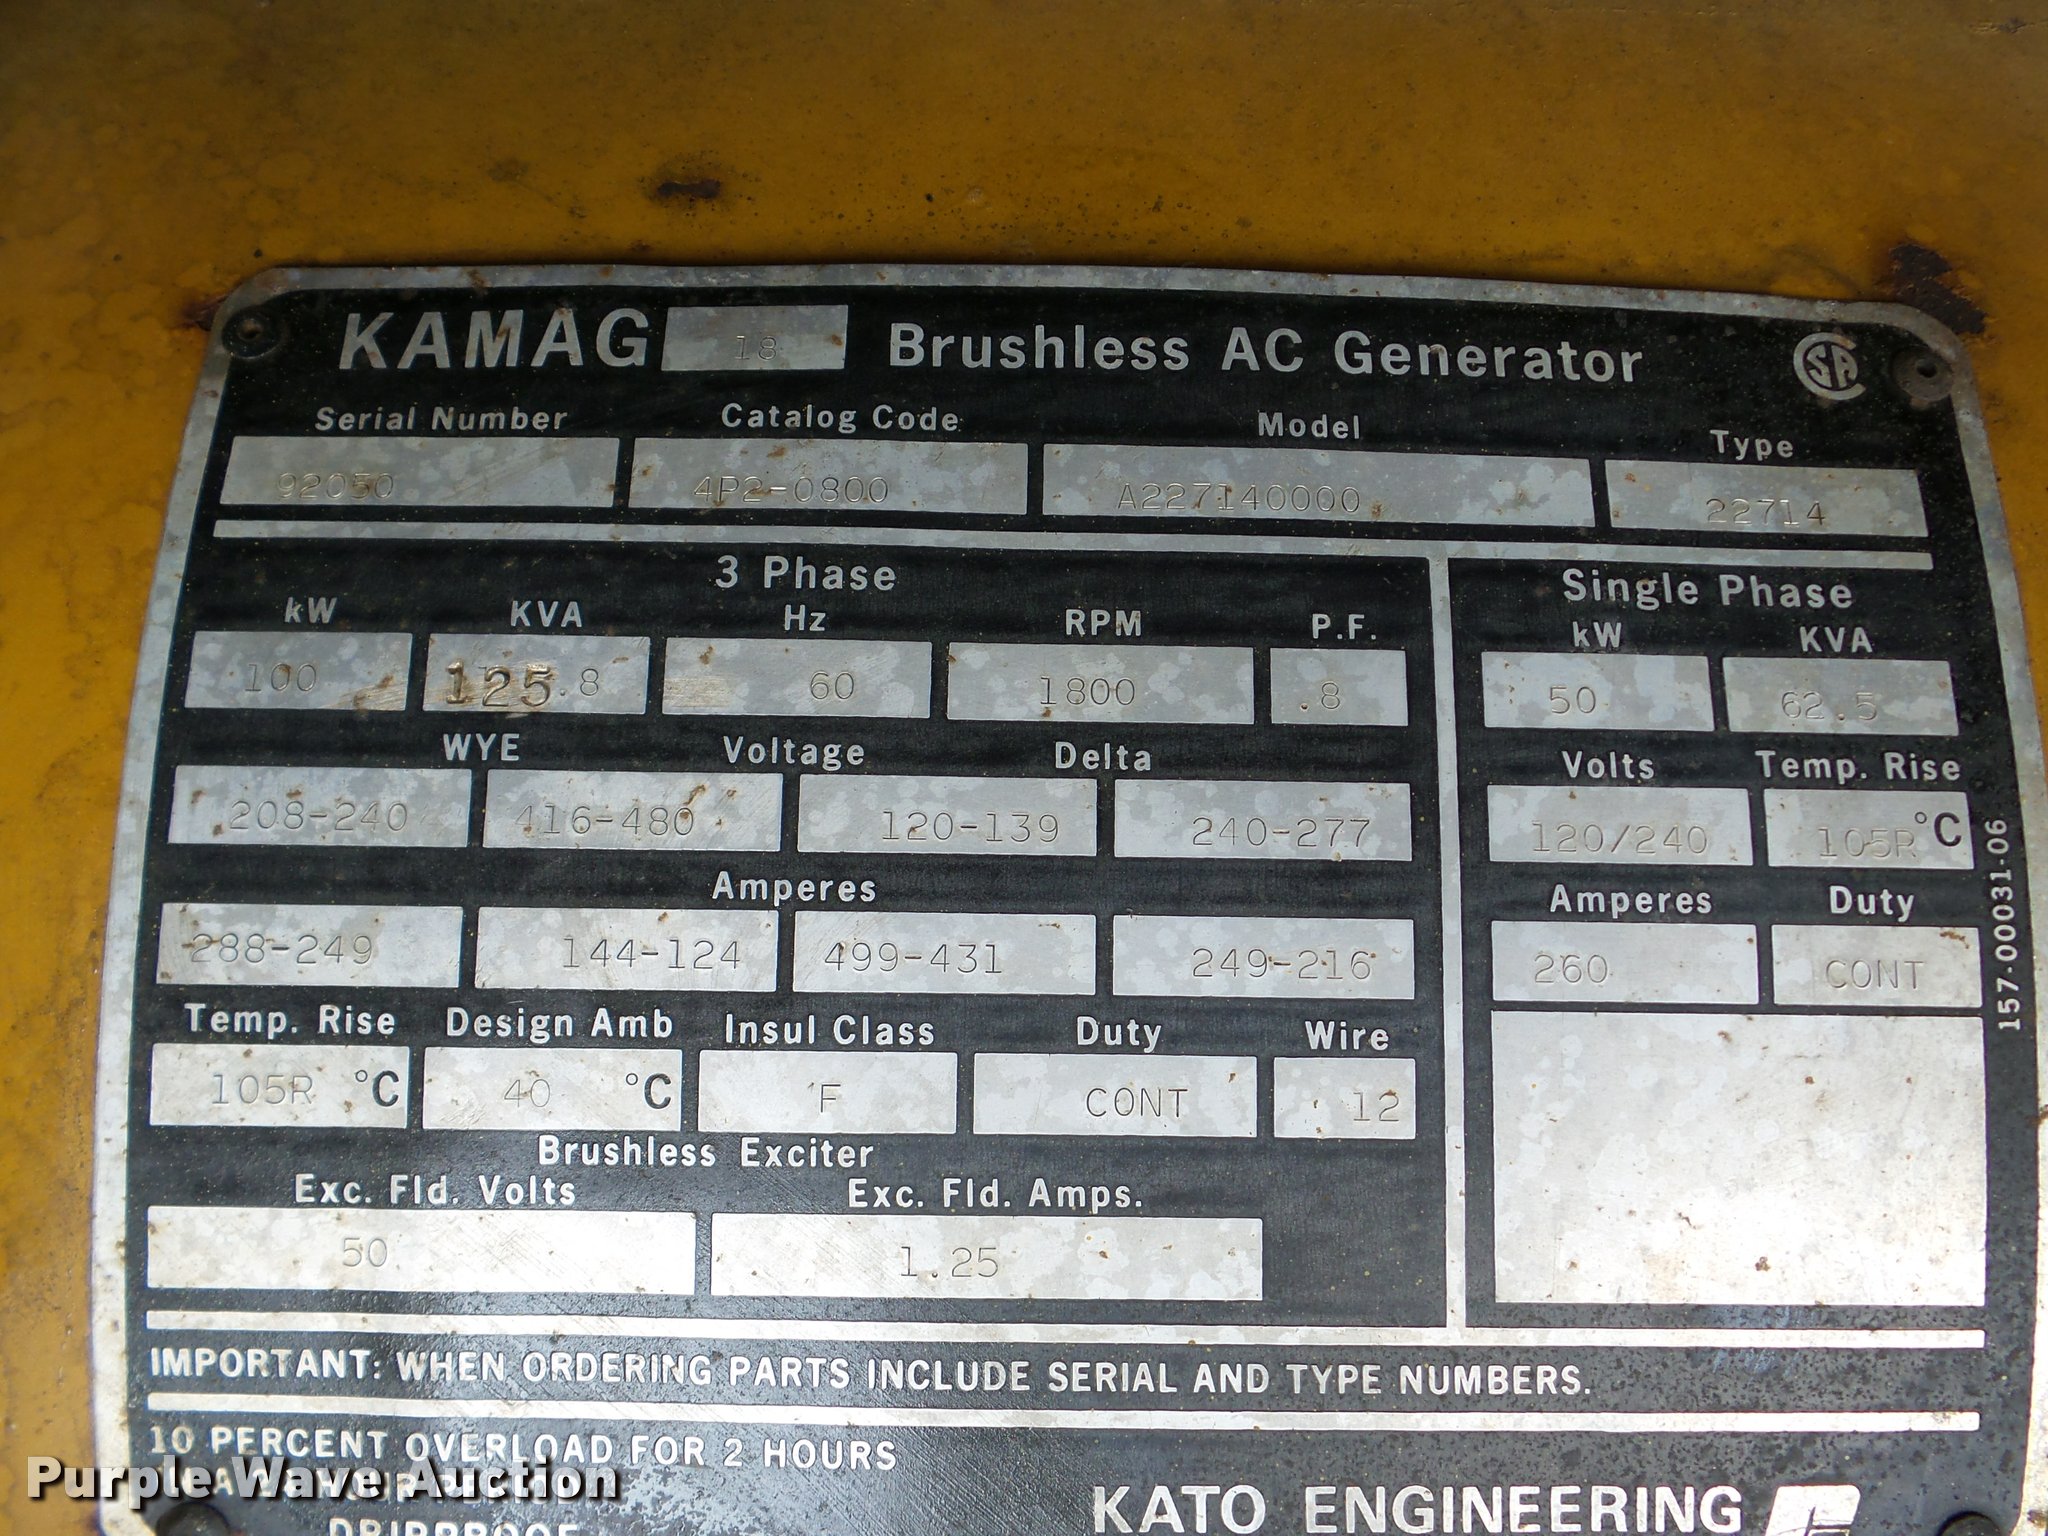 KAMAG 18 Brushless AC Generator CSA
Serial Number Catalog Code Model Type
92050 4P2-0800 A227140000 22714
3 Phase Single Phase
kW KVA Hz RPM P.F. kW KVA
100 125.8 60 1800 .8 50 62.5
WYE Voltage Delta Volts Temp. Rise
208-240 416-480 120-139 240-277 120/240 105R °C
Amperes Amperes Duty
288-249 144-124 499-431 249-216 260 CONT
Temp. Rise Design Amb Insul Class Duty Wire
105R °C 40 °C F CONT 12
Brushless Exciter
Exc. Fld. Volts Exc. Fld. Amps.
50 1.25
157-00031-06
IMPORTANT: WHEN ORDERING PARTS INCLUDE SERIAL AND TYPE NUMBERS.
10 PERCENT OVERLOAD FOR 2 HOURS
KATO ENGINEERING
Purple Wave Auction